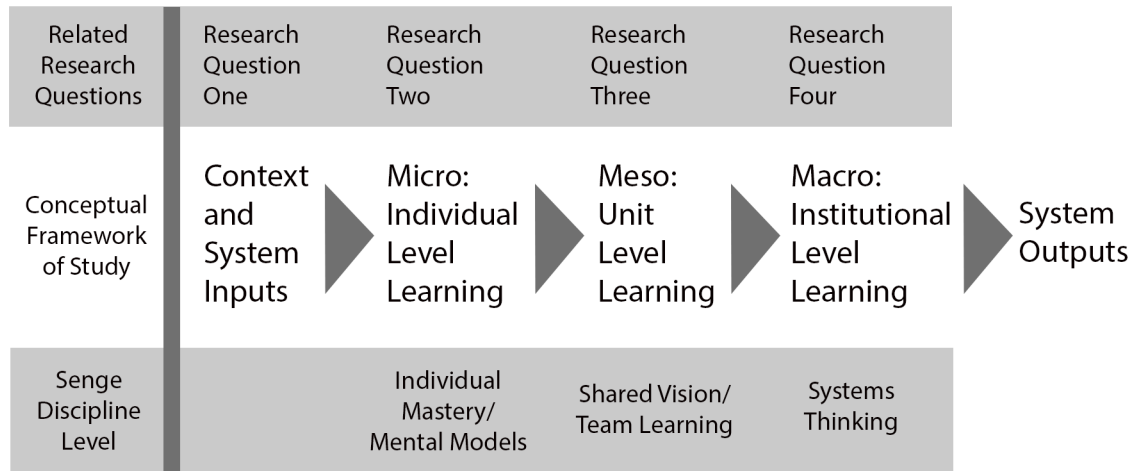 Related
Research
Questions
Research
Question
One
Research
Question
Two
Research
Question
Three
Research
Question
Four
Conceptual
Framework
of Study
Context
and
System
Inputs
Micro:
Individual
Level
Learning
Meso:
Unit
Level
Learning
Macro:
Institutional
Level
Learning
System
Outputs
Senge
Discipline
Level
Individual
Mastery/
Mental Models
Shared Vision/
Team Learning
Systems
Thinking